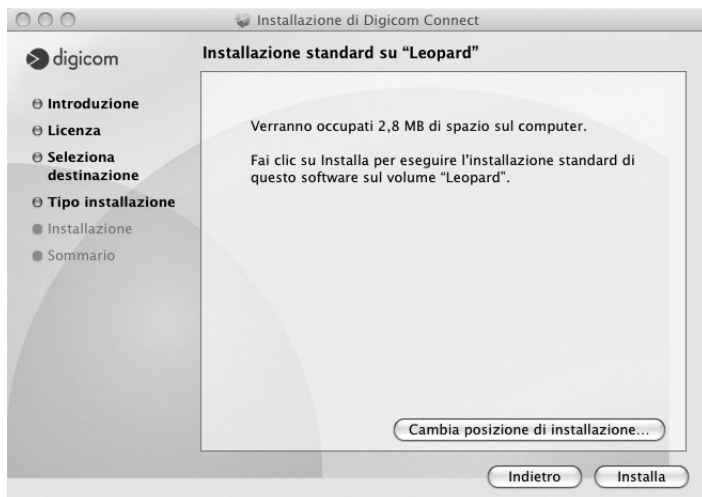 Installazione di Digicom Connect
digicom
Installazione standard su “Leopard”
Introduzione
Licenza
Seleziona
destinazione
Tipo installazione
Installazione
Sommario
Verranno occupati 2,8 MB di spazio sul computer.
Fai clic su Installa per eseguire l’installazione standard di
questo software sul volume “Leopard”.
Cambia posizione di installazione...
Indietro
Installa